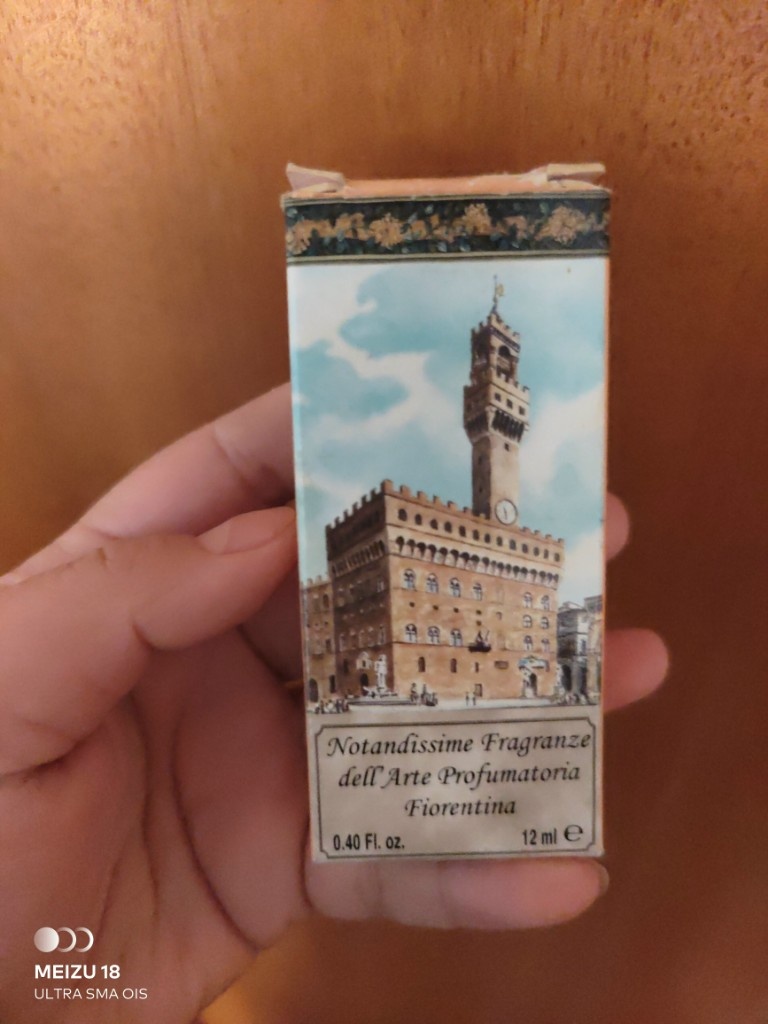 Notandissime Fragranze
dell'Arte Profumatoria
Fiorentina
0.40 Fl. oz. 12 ml ℮
MEIZU 18
ULTRA SMA OIS